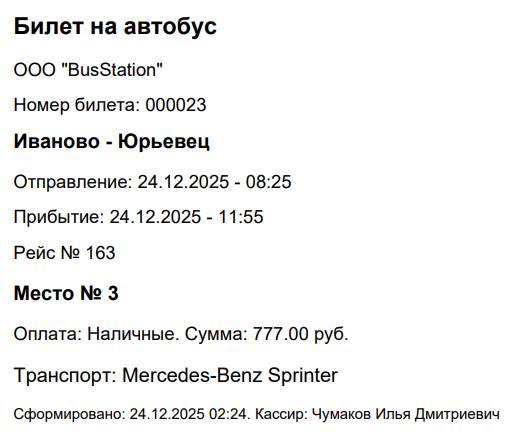 Билет на автобус
ООО "BusStation"
Номер билета: 000023
Иваново - Юрьевец
Отправление: 24.12.2025 - 08:25
Прибытие: 24.12.2025 - 11:55
Рейс № 163
Место № 3
Оплата: Наличные. Сумма: 777.00 руб.
Транспорт: Mercedes-Benz Sprinter
Сформировано: 24.12.2025 02:24. Кассир: Чумаков Илья Дмитриевич